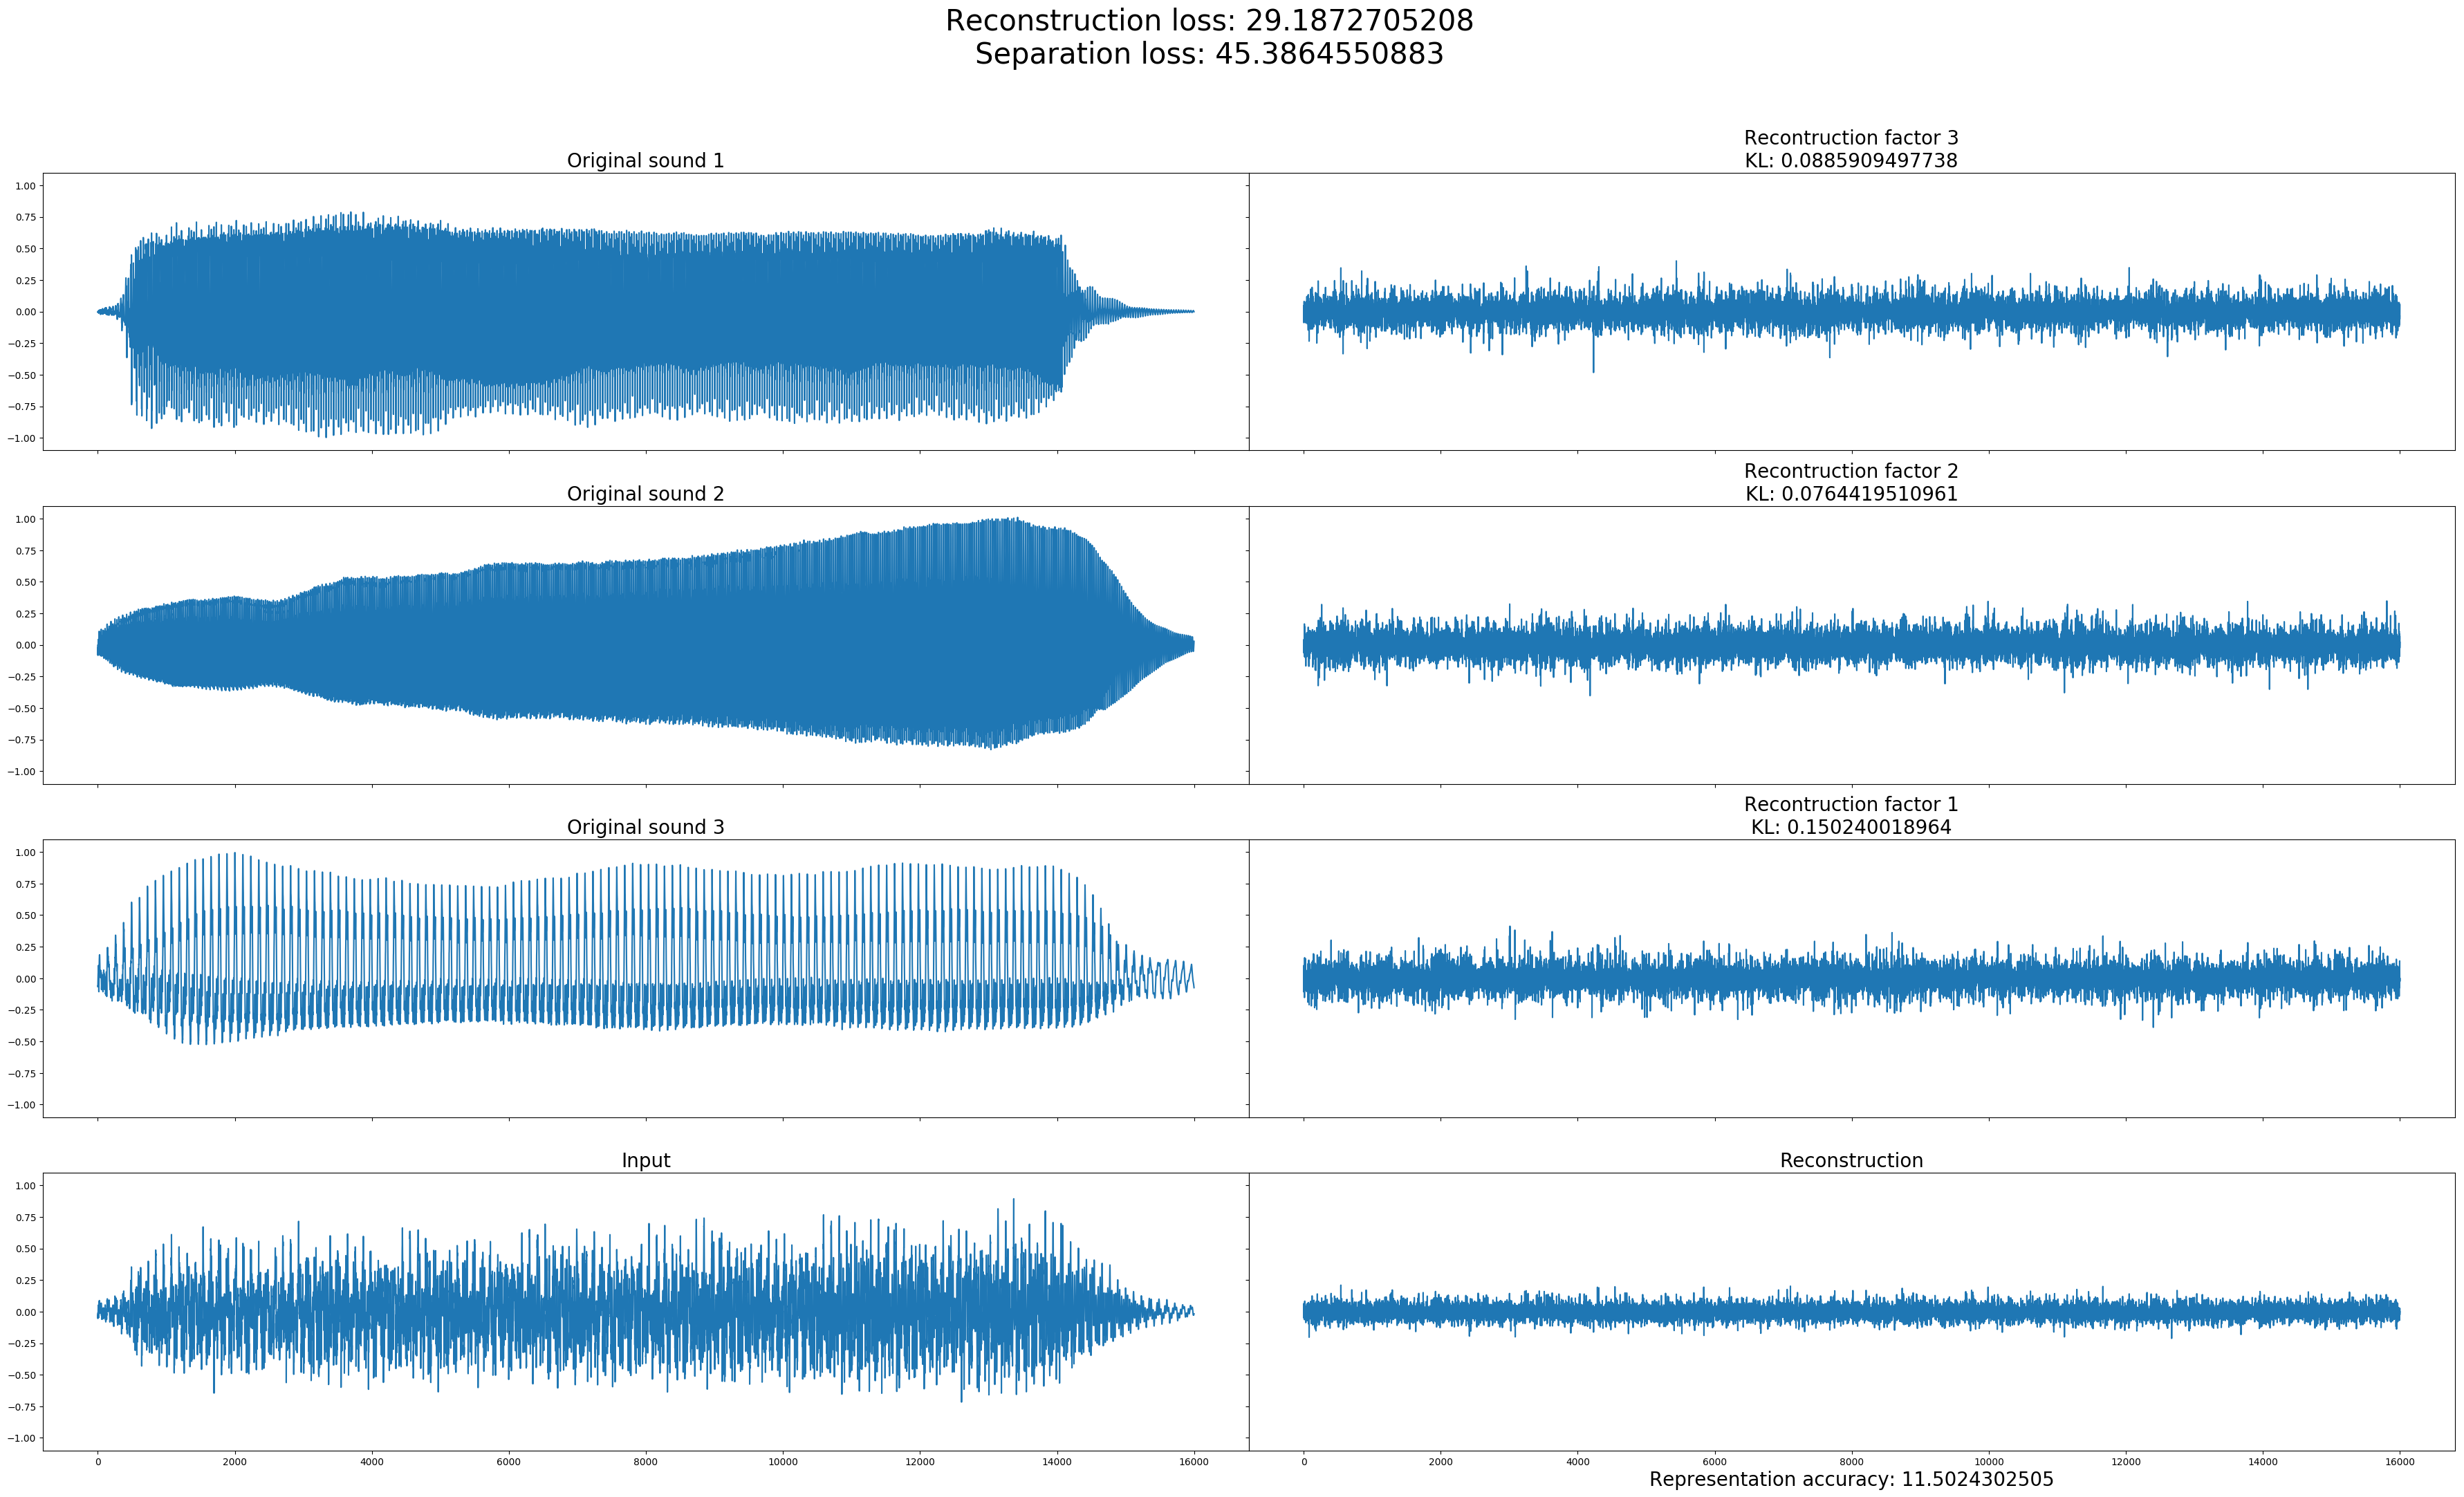 Reconstruction loss: 29.1872705208
Separation loss: 45.3864550883
Original sound 1
Recontruction factor 3
KL: 0.0885909497738
1.00
0.75
0.50
0.25
0.00
−0.25
−0.50
−0.75
−1.00
Original sound 2
Recontruction factor 2
KL: 0.0764419510961
1.00
0.75
0.50
0.25
0.00
−0.25
−0.50
−0.75
−1.00
Original sound 3
Recontruction factor 1
KL: 0.150240018964
1.00
0.75
0.50
0.25
0.00
−0.25
−0.50
−0.75
−1.00
Input
Reconstruction
1.00
0.75
0.50
0.25
0.00
−0.25
−0.50
−0.75
−1.00
0 2000 4000 6000 8000 10000 12000 14000 16000
0 2000 4000 6000 8000 10000 12000 14000 16000
Representation accuracy: 11.5024302505